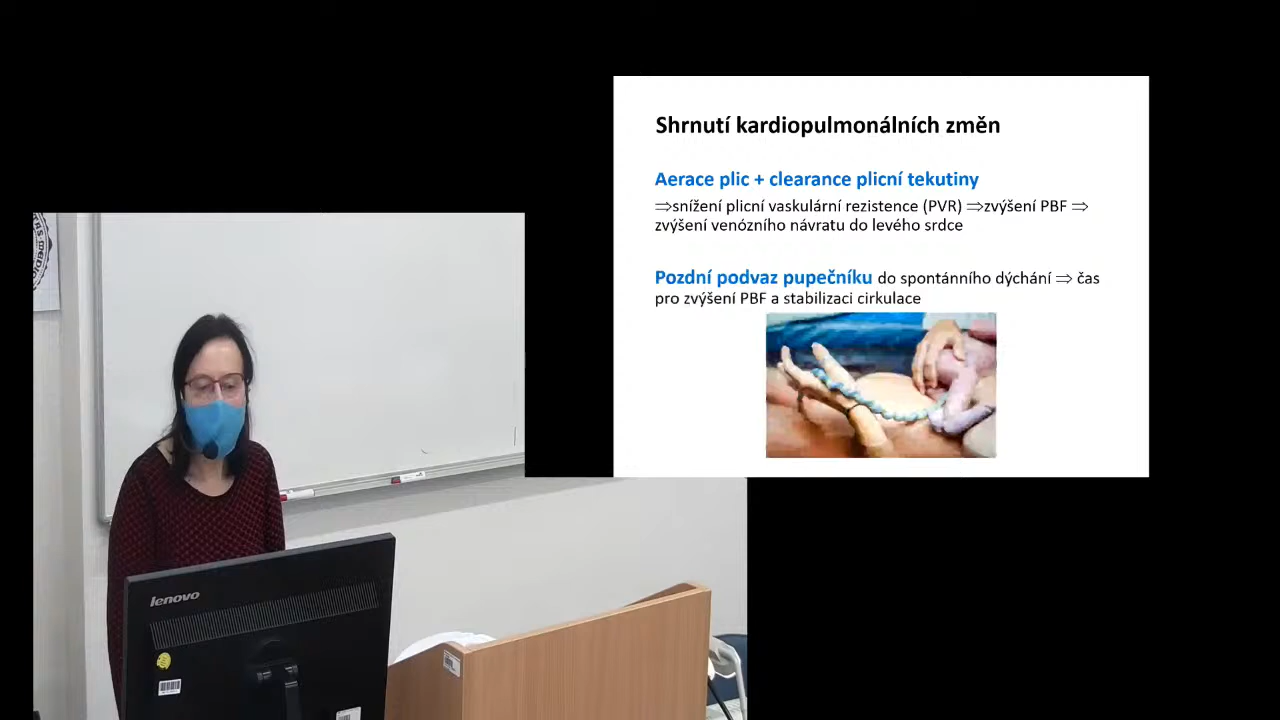 Shrnutí kardiopulmonálních změn
Aerace plic + clearance plicní tekutiny
⇒snížení plicní vaskulární rezistence (PVR) ⇒zvýšení PBF ⇒
zvýšení venózního návratu do levého srdce
Pozdní podvaz pupečníku do spontánního dýchání ⇒ čas
pro zvýšení PBF a stabilizaci cirkulace
lenovo